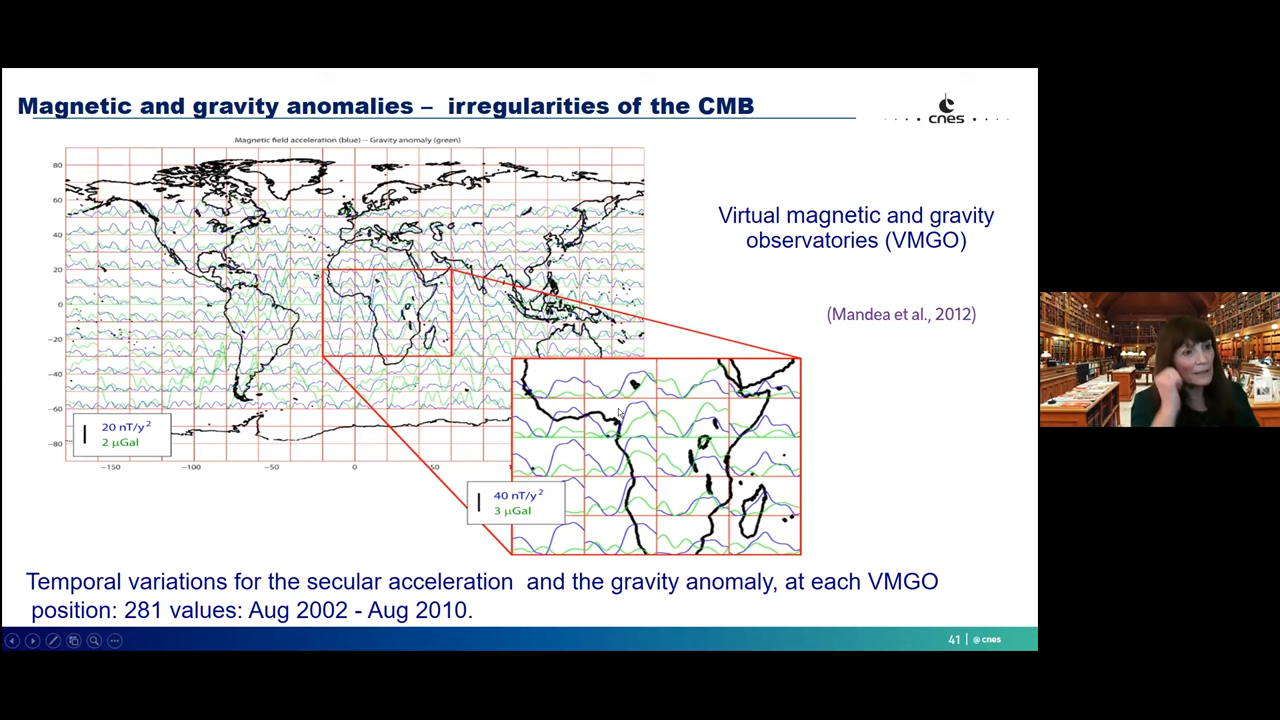 Magnetic and gravity anomalies – irregularities of the CMB
cnes
Magnetic field acceleration (blue) – Gravity anomaly (green)
80
60
40
20
0
−20
−40
−60
−80
−150
−100
−50
0
50
20 nT/y²
2 μGal
40 nT/y²
3 μGal
Virtual magnetic and gravity
observatories (VMGO)
(Mandea et al., 2012)
Temporal variations for the secular acceleration and the gravity anomaly, at each VMGO
position: 281 values: Aug 2002 - Aug 2010.
41 | @ cnes